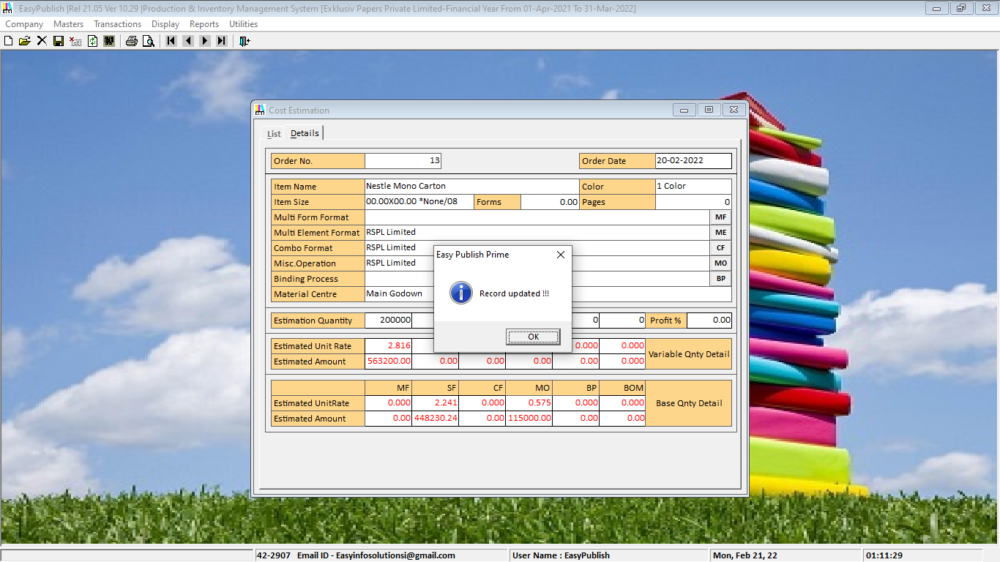 EasyPublish |Rel 21.05 Ver 10.29 |Production & Inventory Management System [Exklusiv Papers Private Limited-Financial Year From 01-Apr-2021 To 31-Mar-2022]
Company Masters Transactions Display Reports Utilities
Cost Estimation
List Details
Order No. 13 Order Date 20-02-2022
Item Name Nestle Mono Carton Color 1 Color
Item Size 00.00X00.00 *None/08 Forms 0.00 Pages 0
Multi Form Format MF
Multi Element Format RSPL Limited ME
Combo Format RSPL Limited CF
Misc.Operation RSPL Limited MO
Binding Process BP
Material Centre Main Godown
Easy Publish Prime
Record updated !!!
OK
Estimation Quantity 200000 0 0 Profit % 0.00
Estimated Unit Rate 2.816 0.000 0.000 Variable Qnty Detail
Estimated Amount 563200.00 0.00 0.00 0.00 0.00 0.000
MF SF CF MO BP BOM
Estimated UnitRate 0.000 2.241 0.000 0.575 0.000 0.000 Base Qnty Detail
Estimated Amount 0.00 448230.24 0.00 115000.00 0.00 0.00
42-2907 Email ID - Easyinfosolutionsi@gmail.com User Name : EasyPublish Mon, Feb 21, 22 01:11:29